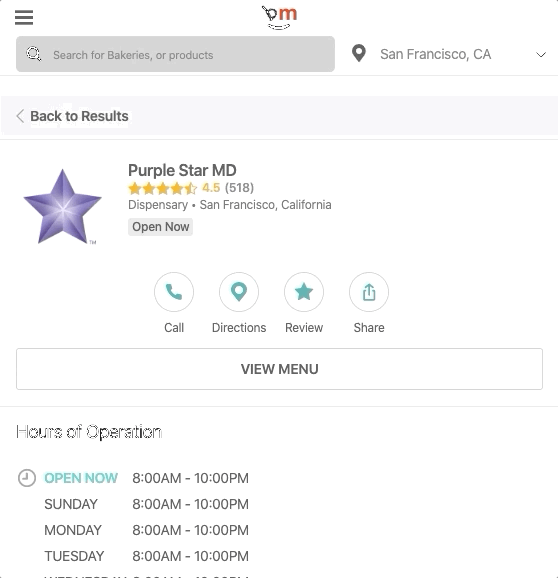 pm
Search for Bakeries, or products
San Francisco, CA
Back to Results
Purple Star MD
4.5 (518)
Dispensary • San Francisco, California
Open Now
TM
Call Directions Review Share
VIEW MENU
Hours of Operation
OPEN NOW 8:00AM - 10:00PM
SUNDAY 8:00AM - 10:00PM
MONDAY 8:00AM - 10:00PM
TUESDAY 8:00AM - 10:00PM